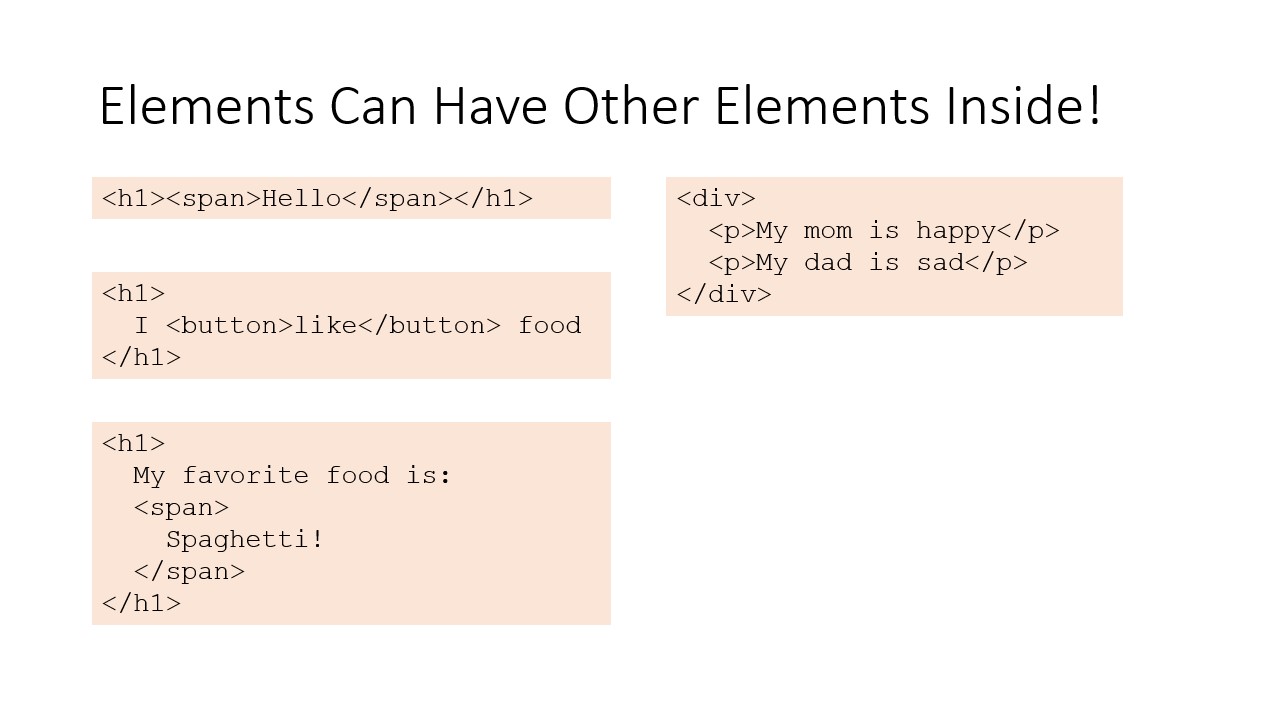 Elements Can Have Other Elements Inside!
<h1><span>Hello</span></h1>
<h1>
  I <button>like</button> food
</h1>
<h1>
  My favorite food is:
  <span>
    Spaghetti!
  </span>
</h1>
<div>
  <p>My mom is happy</p>
  <p>My dad is sad</p>
</div>